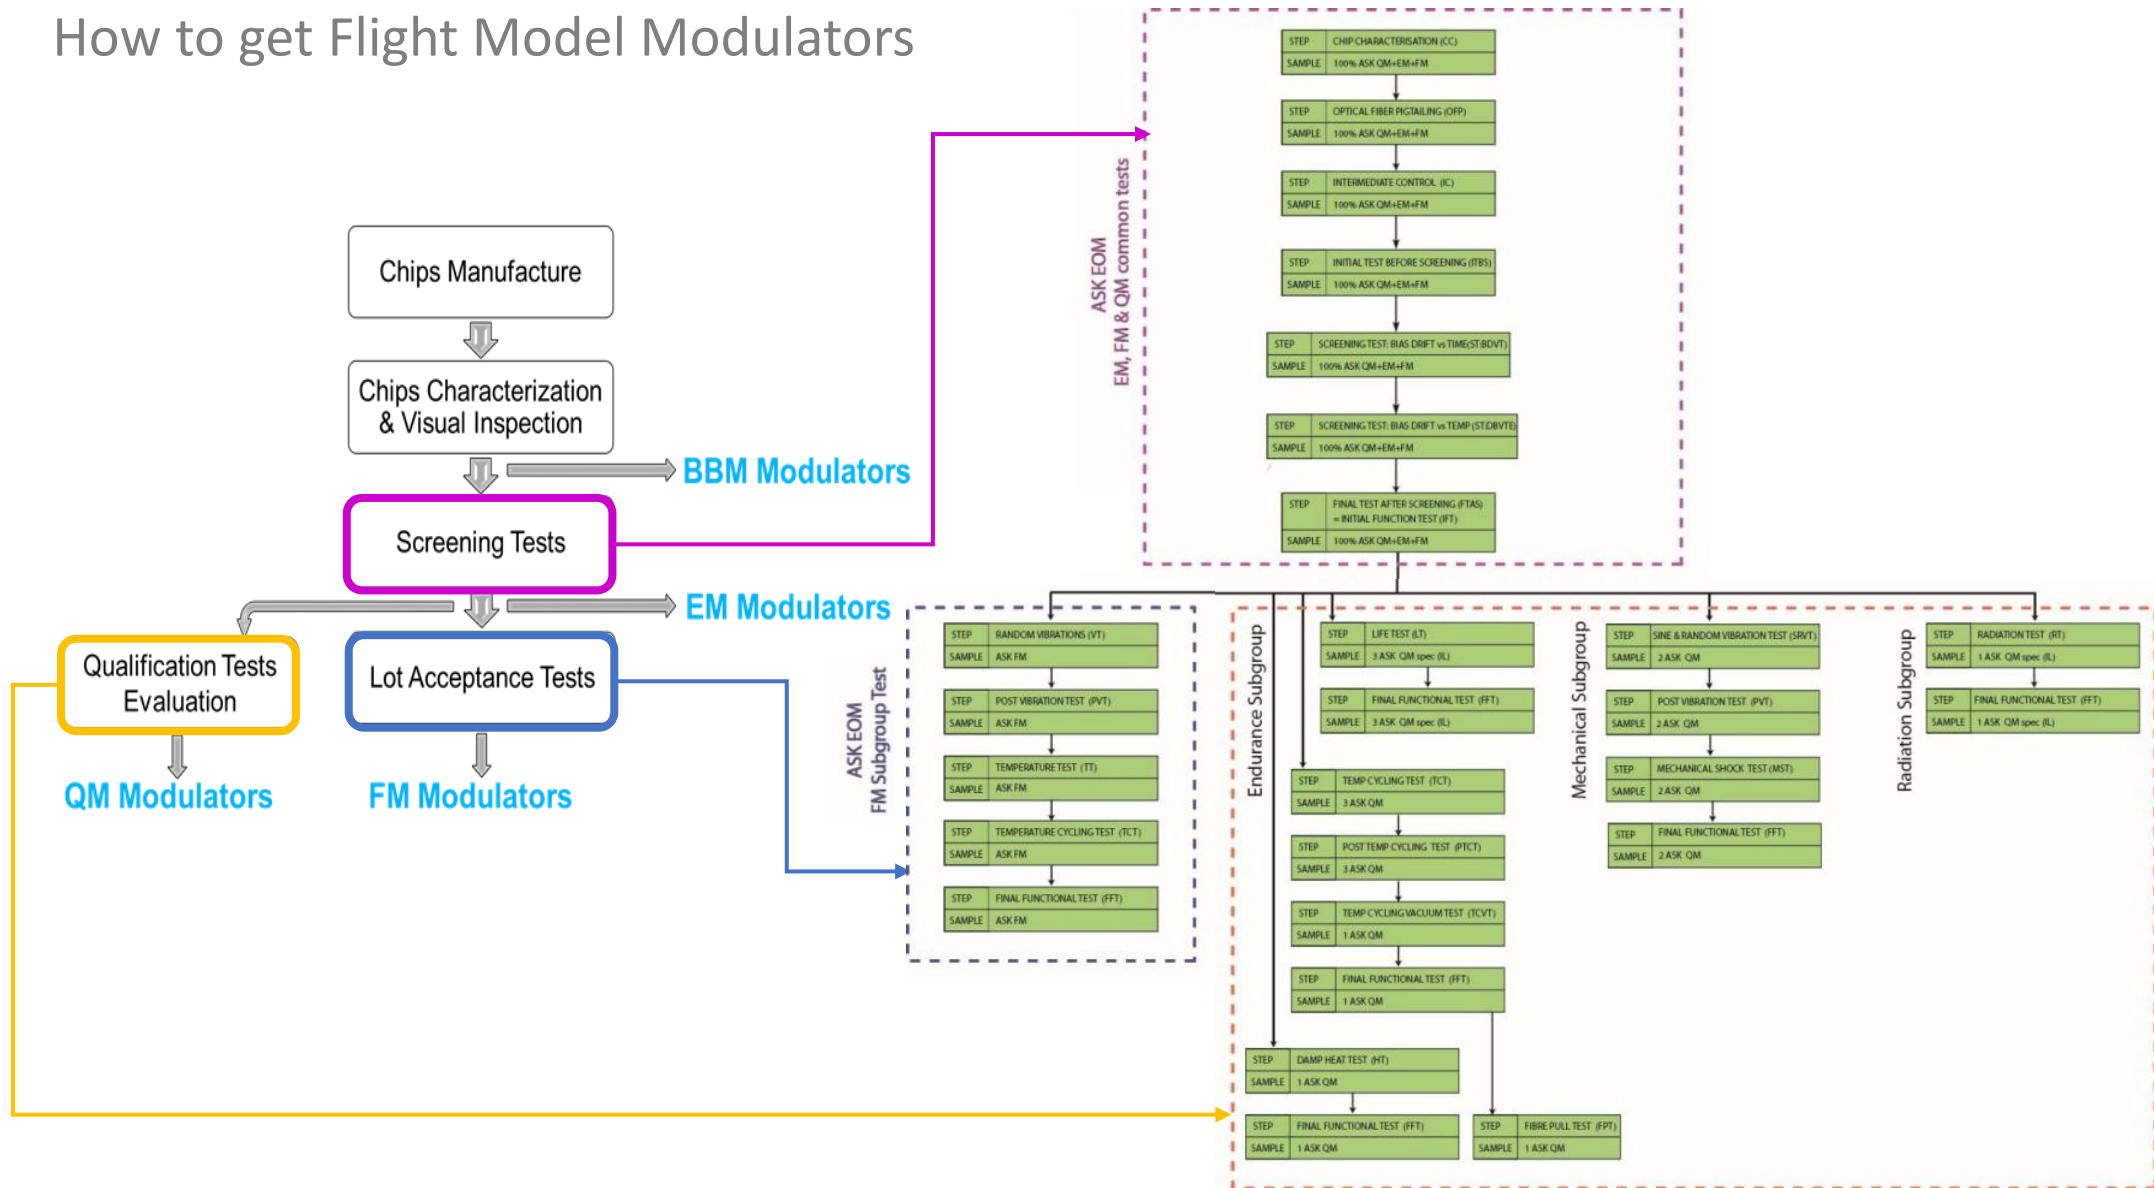 How to get Flight Model Modulators
Chips Manufacture
Chips Characterization
& Visual Inspection
BBM Modulators
Screening Tests
EM Modulators
Qualification Tests
Evaluation
Lot Acceptance Tests
QM Modulators
FM Modulators
ASK EOM
EM, FM & QM common tests
STEP CHIP CHARACTERISATION (CC)
SAMPLE 100% ASK QM+EM+FM
STEP OPTICAL FIBER PIGTAILING (OFP)
SAMPLE 100% ASK QM+EM+FM
STEP INTERMEDIATE CONTROL (IC)
SAMPLE 100% ASK QM+EM+FM
STEP INITIAL TEST BEFORE SCREENING (ITBS)
SAMPLE 100% ASK QM+EM+FM
STEP SCREENING TEST: BIAS DRIFT vs TIME(ST:BDVT)
SAMPLE 100% ASK QM+EM+FM
STEP SCREENING TEST: BIAS DRIFT vs TEMP (ST:DBVTE)
SAMPLE 100% ASK QM+EM+FM
STEP FINAL TEST AFTER SCREENING (FTAS)
= INITIAL FUNCTION TEST (IFT)
SAMPLE 100% ASK QM+EM+FM
ASK EOM
FM Subgroup Test
STEP RANDOM VIBRATIONS (VT)
SAMPLE ASK FM
STEP POST VIBRATION TEST (PVT)
SAMPLE ASK FM
STEP TEMPERATURE TEST (TT)
SAMPLE ASK FM
STEP TEMPERATURE CYCLING TEST (TCT)
SAMPLE ASK FM
STEP FINAL FUNCTIONAL TEST (FFT)
SAMPLE ASK FM
Endurance Subgroup
STEP LIFE TEST (LT)
SAMPLE 3 ASK QM spec (IL)
STEP FINAL FUNCTIONAL TEST (FFT)
SAMPLE 3 ASK QM spec (IL)
STEP TEMP CYCLING TEST (TCT)
SAMPLE 3 ASK QM
STEP POST TEMP CYCLING TEST (PTCT)
SAMPLE 3 ASK QM
STEP TEMP CYCLING VACUUM TEST (TCVT)
SAMPLE 1 ASK QM
STEP FINAL FUNCTIONAL TEST (FFT)
SAMPLE 1 ASK QM
STEP DAMP HEAT TEST (HT)
SAMPLE 1 ASK QM
STEP FINAL FUNCTIONAL TEST (FFT)
SAMPLE 1 ASK QM
STEP FIBRE PULL TEST (FPT)
SAMPLE 1 ASK QM
Mechanical Subgroup
STEP SINE & RANDOM VIBRATION TEST (SRVT)
SAMPLE 2 ASK QM
STEP POST VIBRATION TEST (PVT)
SAMPLE 2 ASK QM
STEP MECHANICAL SHOCK TEST (MST)
SAMPLE 2 ASK QM
STEP FINAL FUNCTIONAL TEST (FFT)
SAMPLE 2 ASK QM
Radiation Subgroup
STEP RADIATION TEST (RT)
SAMPLE 1 ASK QM spec (IL)
STEP FINAL FUNCTIONAL TEST (FFT)
SAMPLE 1 ASK QM spec (IL)